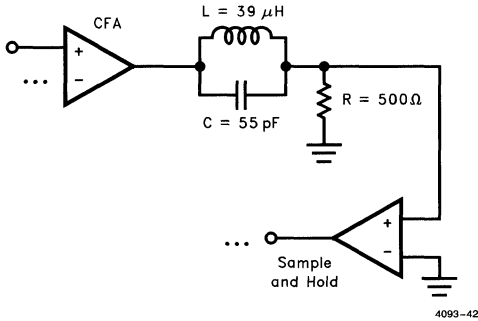 L = 39 μH
CFA
+
−
...
C = 55 pF
R = 500Ω
+
−
...
Sample
and Hold
4093-42